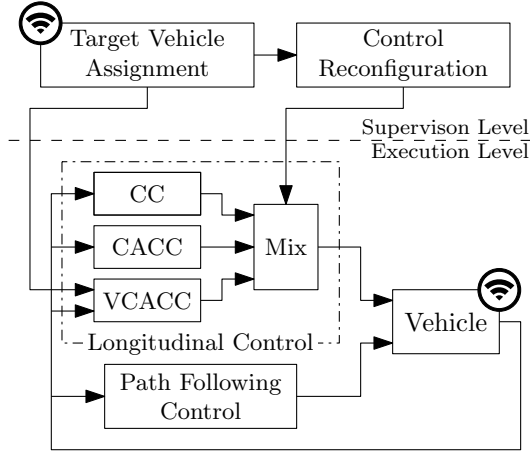 Target Vehicle
Assignment
Control
Reconfiguration
Supervison Level
Execution Level
CC
CACC
VCACC
Mix
Longitudinal Control
Vehicle
Path Following
Control